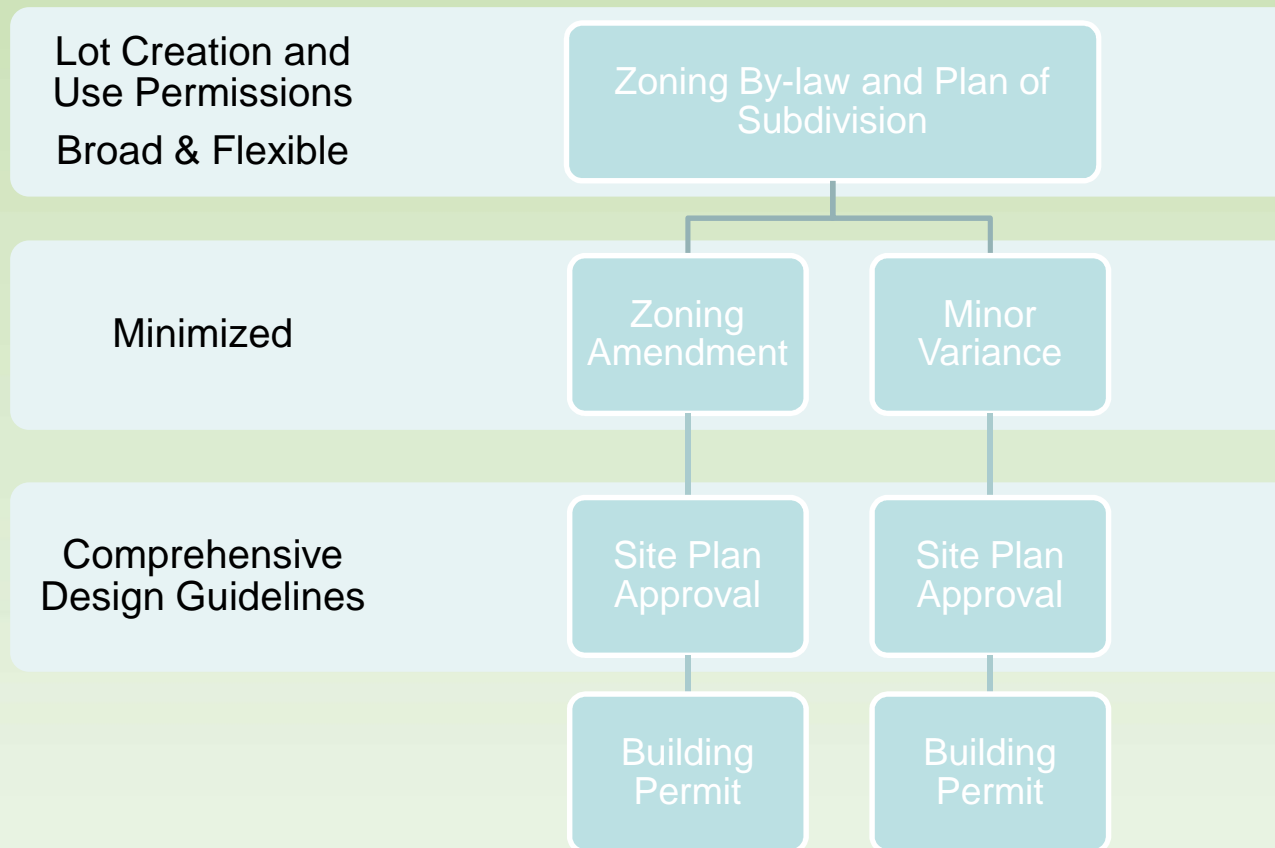 Lot Creation and
Use Permissions
Broad & Flexible
Zoning By-law and Plan of
Subdivision
Minimized
Zoning
Amendment
Minor
Variance
Comprehensive
Design Guidelines
Site Plan
Approval
Site Plan
Approval
Building
Permit
Building
Permit